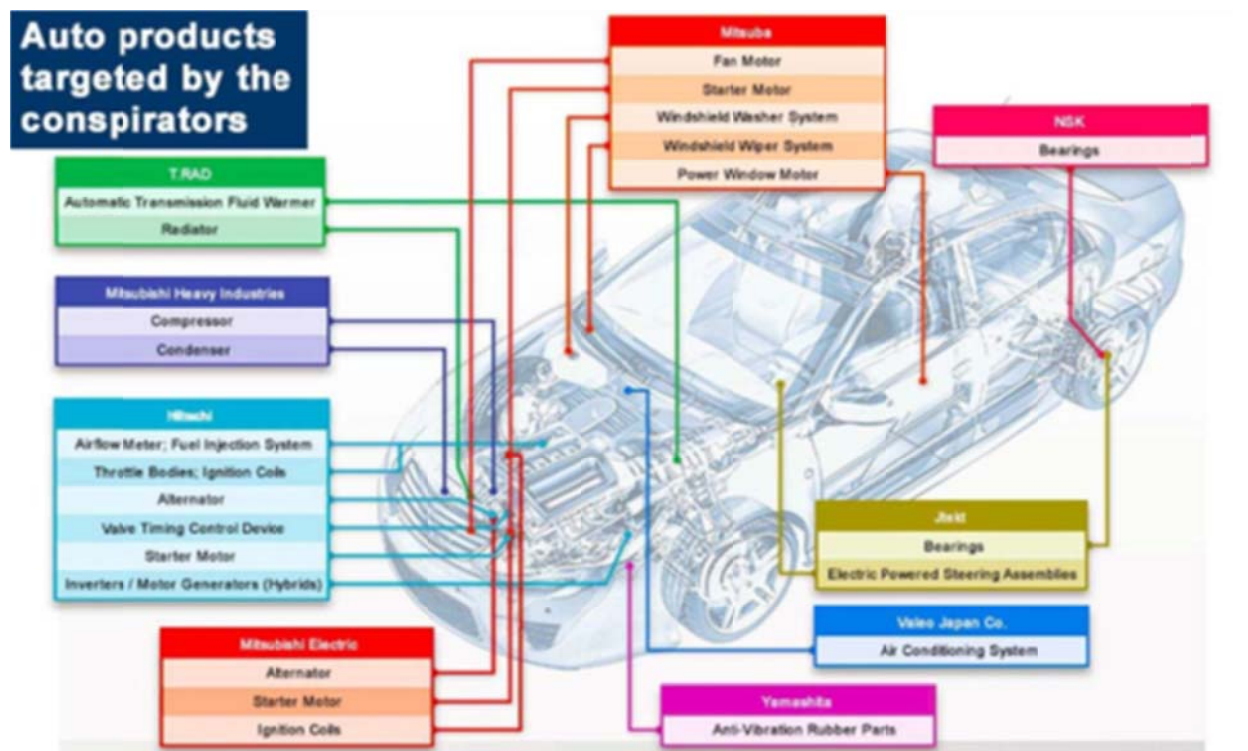 Auto products
targeted by the
conspirators
Mitsuba
Fan Motor
Starter Motor
Windshield Washer System
Windshield Wiper System
Power Window Motor
NSK
Bearings
T.RAD
Automatic Transmission Fluid Warmer
Radiator
Mitsubishi Heavy Industries
Compressor
Condenser
Hitachi
Airflow Meter; Fuel Injection System
Throttle Bodies; Ignition Coils
Alternator
Valve Timing Control Device
Starter Motor
Inverters / Motor Generators (Hybrids)
Jtekt
Bearings
Electric Powered Steering Assemblies
Valeo Japan Co.
Air Conditioning System
Mitsubishi Electric
Alternator
Starter Motor
Ignition Coils
Yamashita
Anti-Vibration Rubber Parts